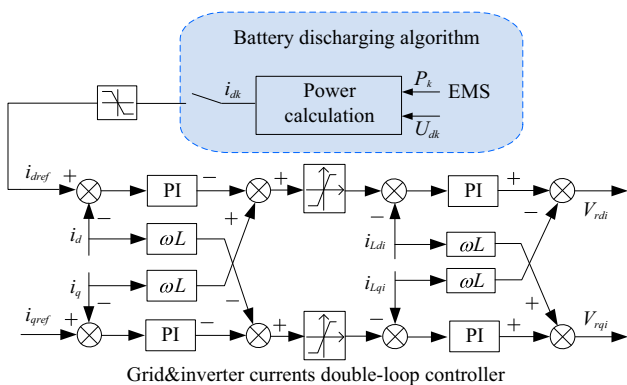 Battery discharging algorithm
i_dk
Power calculation
P_k
EMS
U_dk
i_dref
+
−
PI
−
+
+
+
−
PI
+
−
V_rdi
i_d
ωL
i_Ldi
ωL
i_q
ωL
i_Lqi
ωL
i_qref
+
−
PI
−
−
+
−
−
PI
+
+
V_rqi
Grid&inverter currents double-loop controller